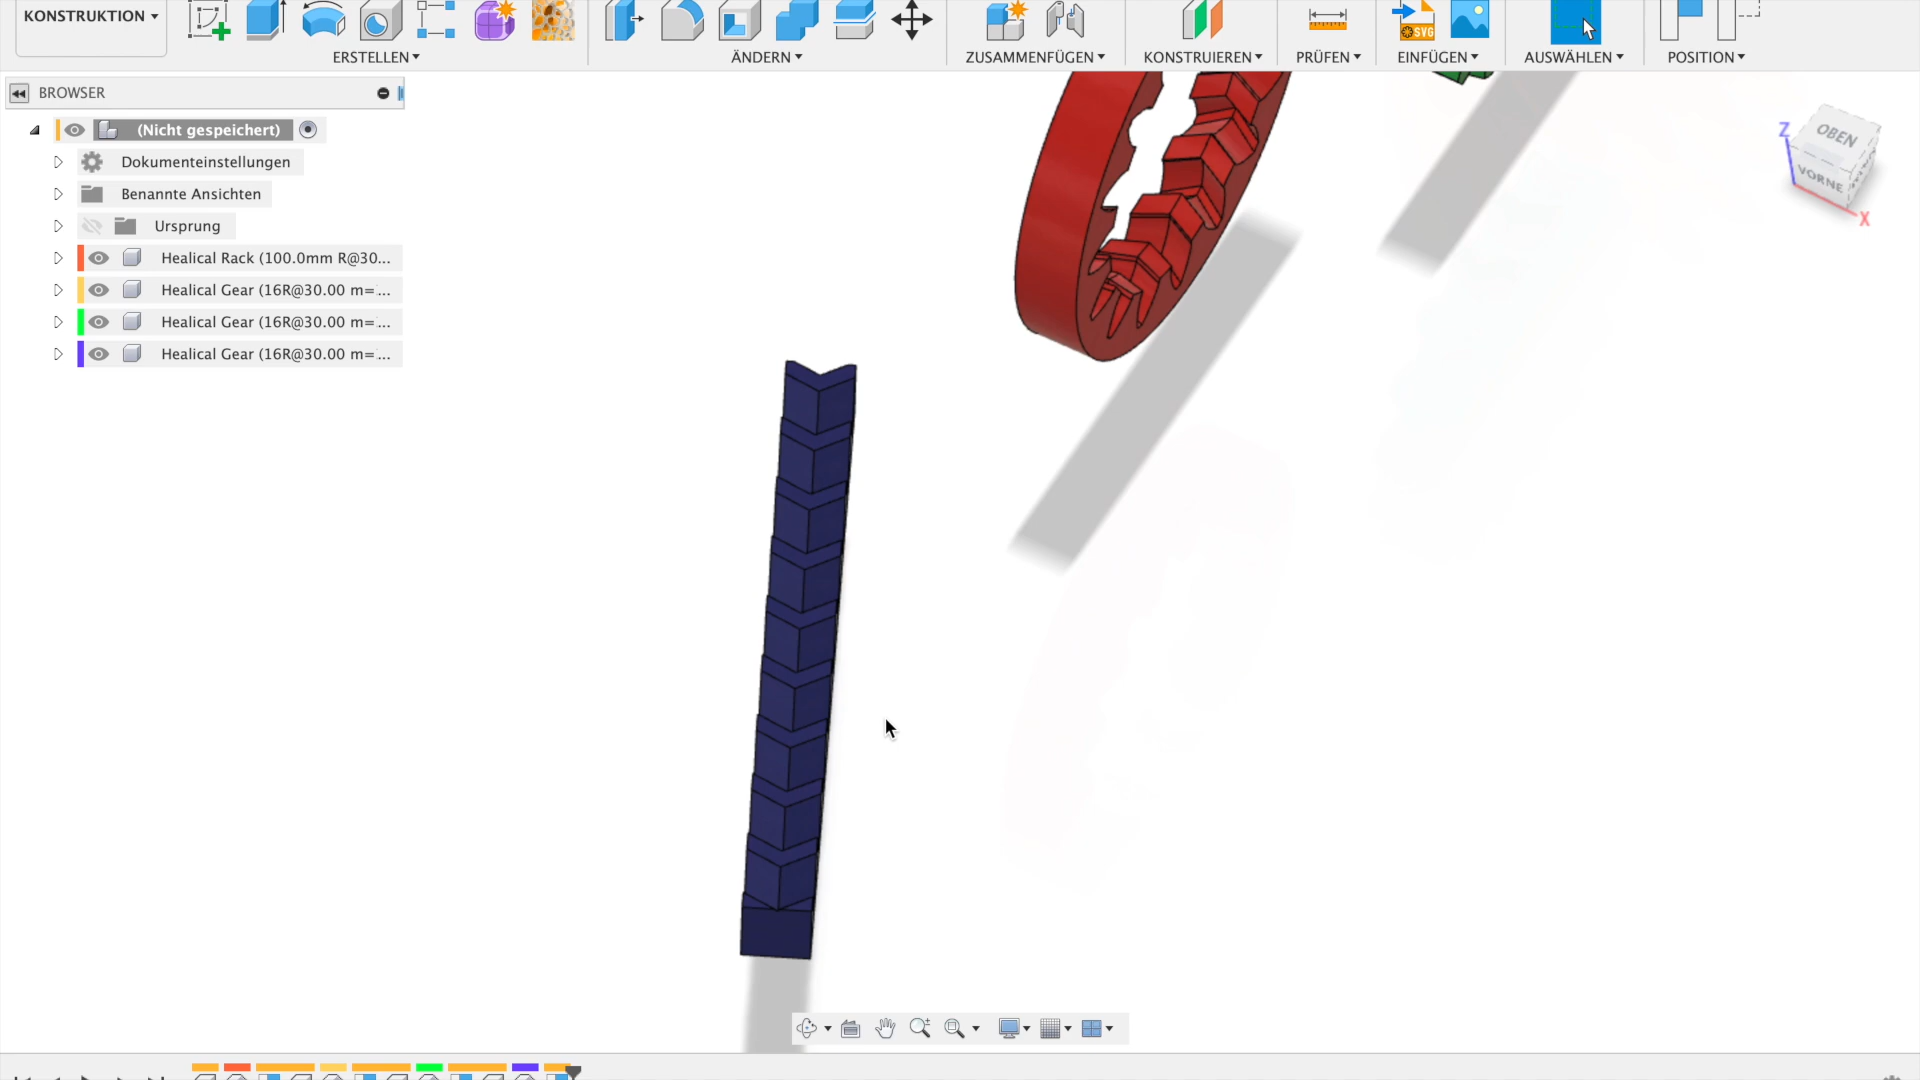 KONSTRUKTION
ERSTELLEN
ÄNDERN
ZUSAMMENFÜGEN
KONSTRUIEREN
PRÜFEN
EINFÜGEN
AUSWÄHLEN
POSITION
SVG
BROWSER
(Nicht gespeichert)
Dokumenteinstellungen
Benannte Ansichten
Ursprung
Healical Rack (100.0mm R@30...
Healical Gear (16R@30.00 m=...
Healical Gear (16R@30.00 m=...
Healical Gear (16R@30.00 m=...
Z
OBEN
VORNE
X